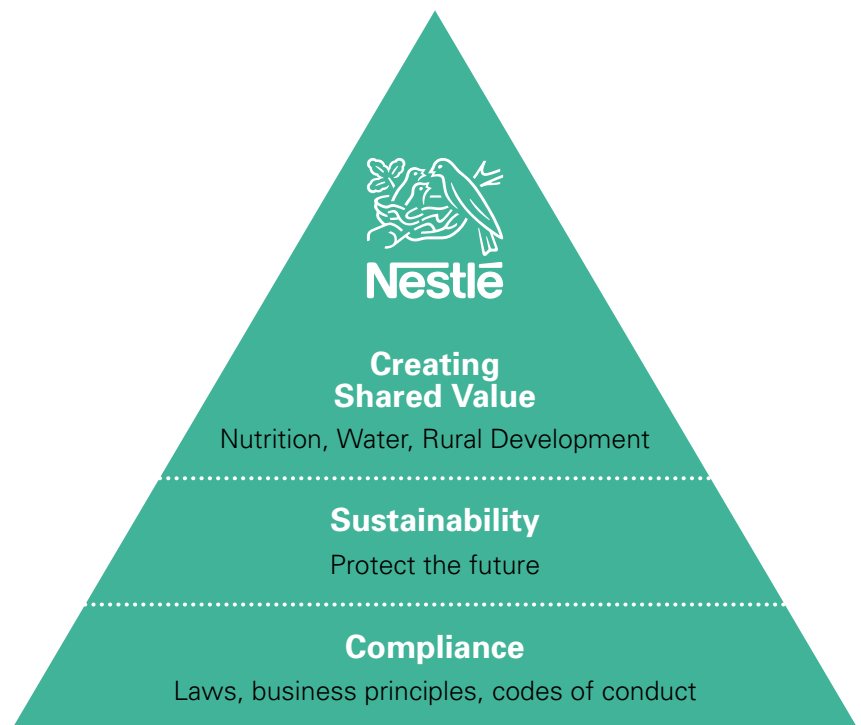 Nestlé
Creating
Shared Value
Nutrition, Water, Rural Development
Sustainability
Protect the future
Compliance
Laws, business principles, codes of conduct